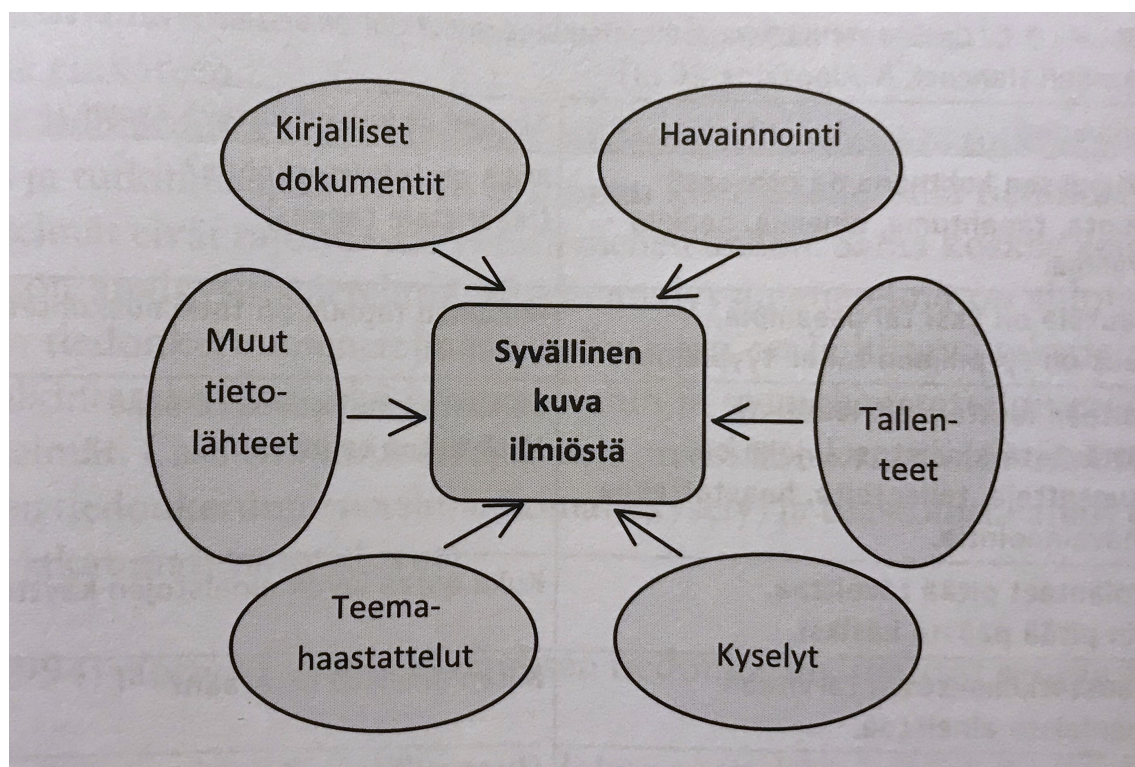 Kirjalliset
dokumentit
Havainnointi
Muut
tieto-
lähteet
Syvällinen
kuva
ilmiöstä
Tallen-
teet
Teema-
haastattelut
Kyselyt